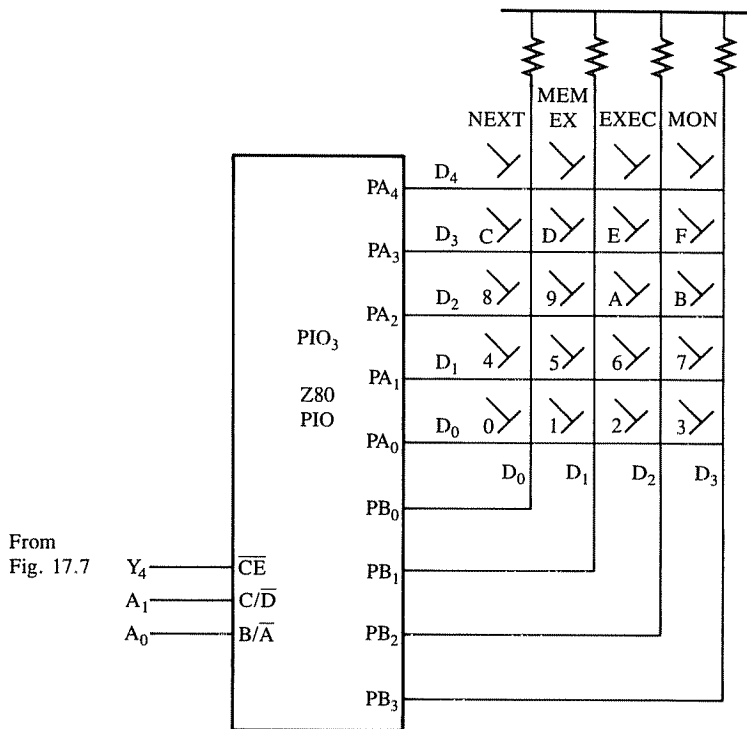 MEM
NEXT EX EXEC MON
PA₄ D₄
PA₃ D₃ C D E F
PA₂ D₂ 8 9 A B
PIO₃
PA₁ D₁ 4 5 6 7
Z80
PIO
PA₀ D₀ 0 1 2 3
D₀ D₁ D₂ D₃
PB₀
From
Fig. 17.7
Y₄ C̅E̅ PB₁
A₁ C/D̅
A₀ B/A̅ PB₂
PB₃